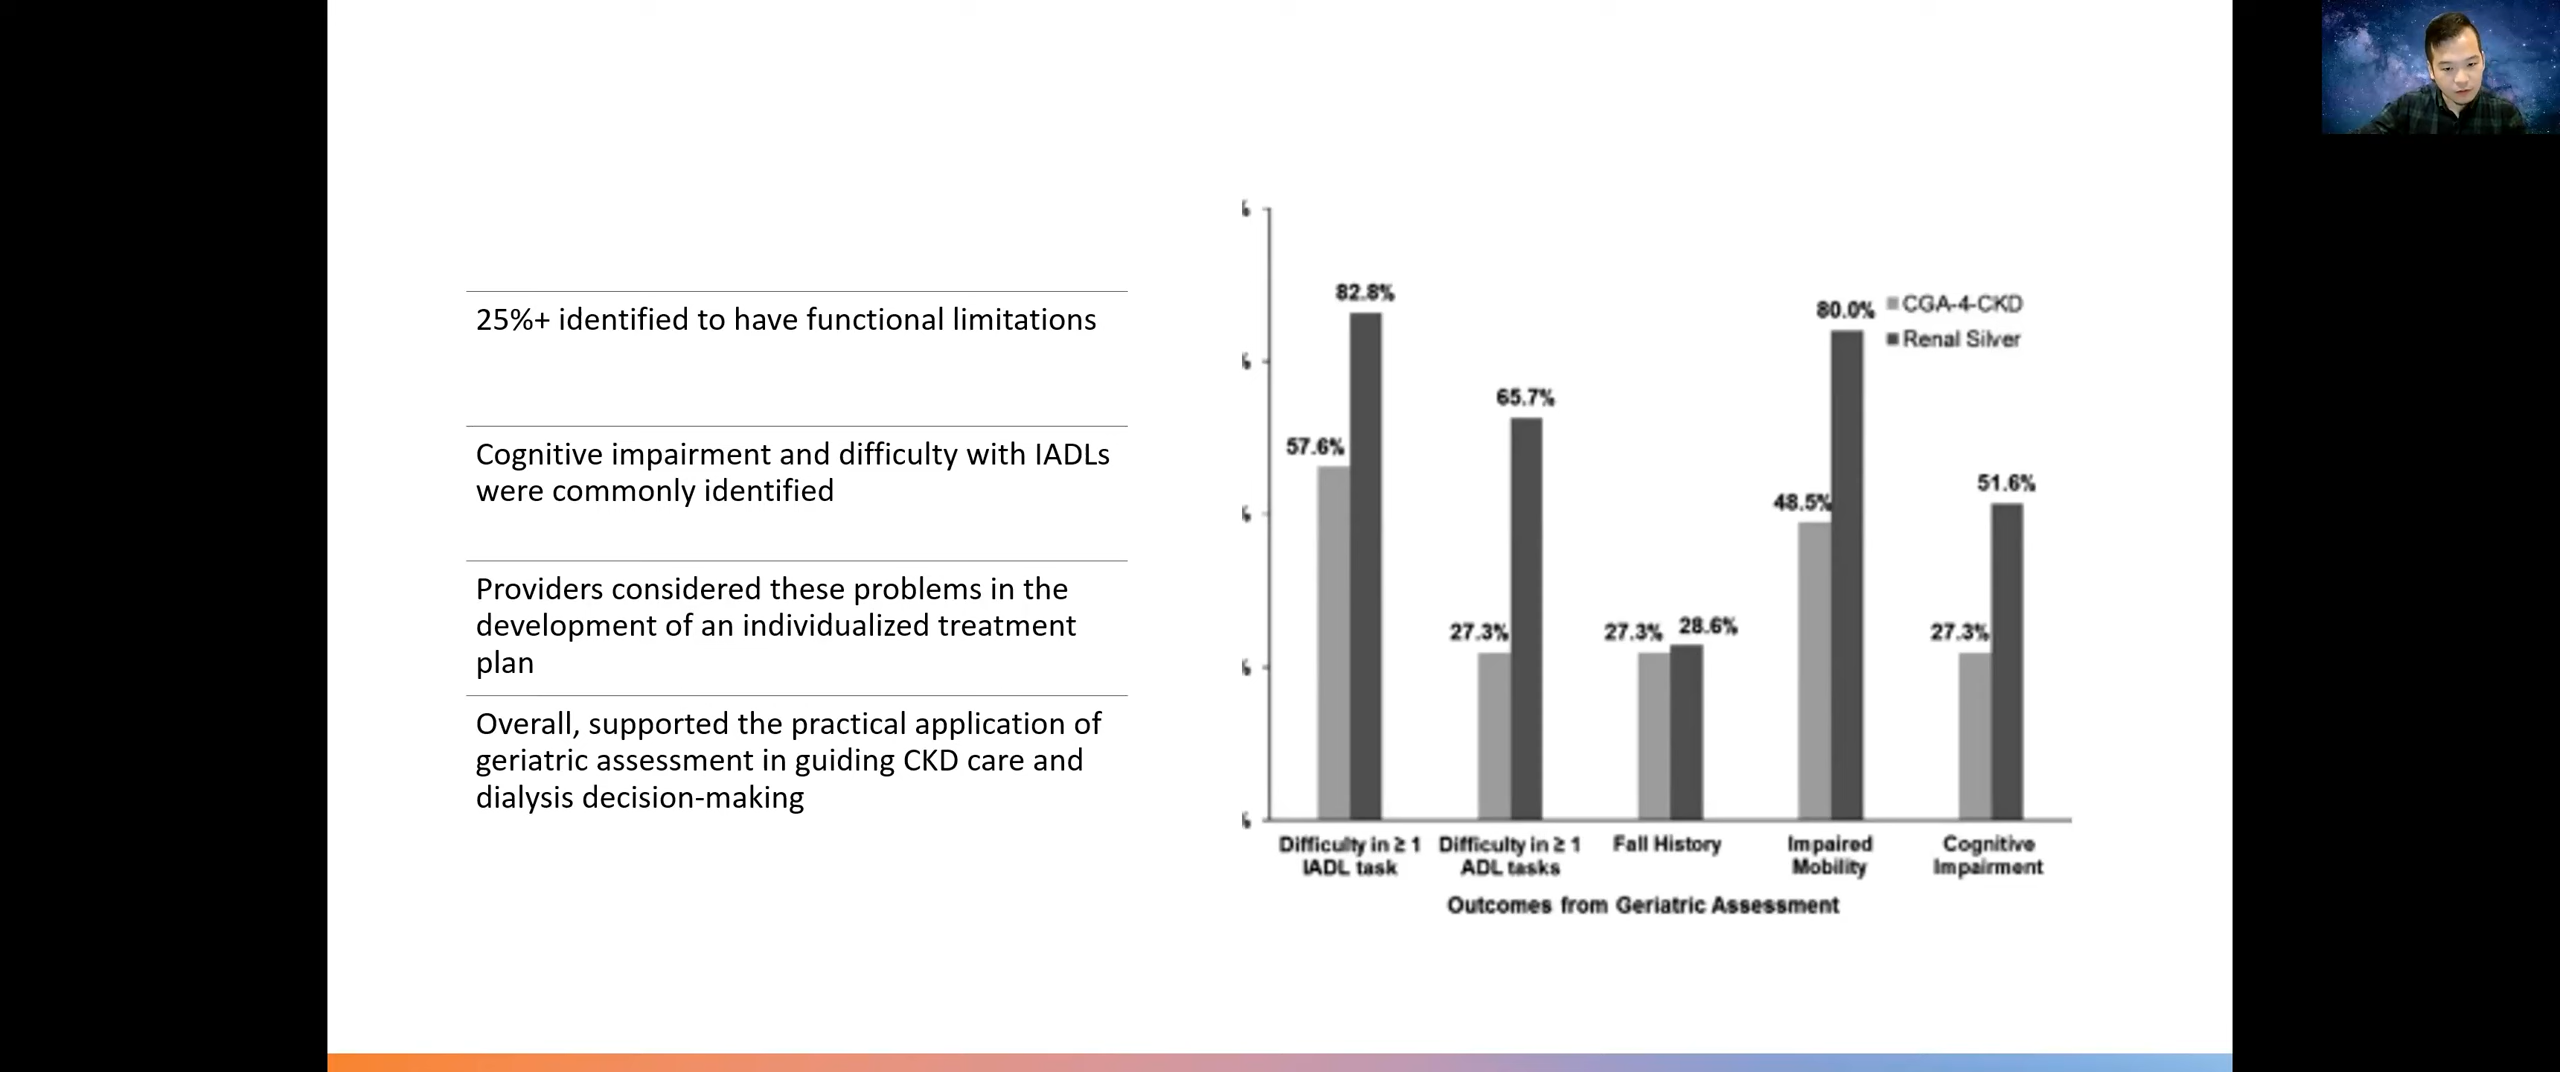 25%+ identified to have functional limitations
Cognitive impairment and difficulty with IADLs
were commonly identified
Providers considered these problems in the
development of an individualized treatment
plan
Overall, supported the practical application of
geriatric assessment in guiding CKD care and
dialysis decision-making
%
%
%
%
%
82.8%
57.6%
65.7%
27.3%
27.3%
28.6%
80.0%
48.5%
51.6%
27.3%
CGA-4-CKD
Renal Silver
Difficulty in ≥ 1
IADL task
Difficulty in ≥ 1
ADL tasks
Fall History
Impaired
Mobility
Cognitive
Impairment
Outcomes from Geriatric Assessment